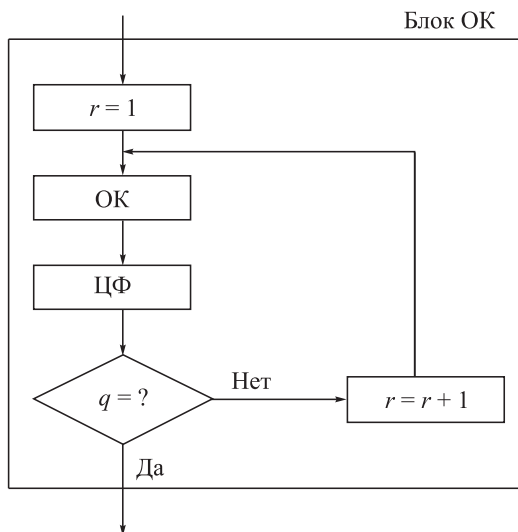 Блок ОК
r = 1
ОК
ЦФ
q = ?
Нет
r = r + 1
Да